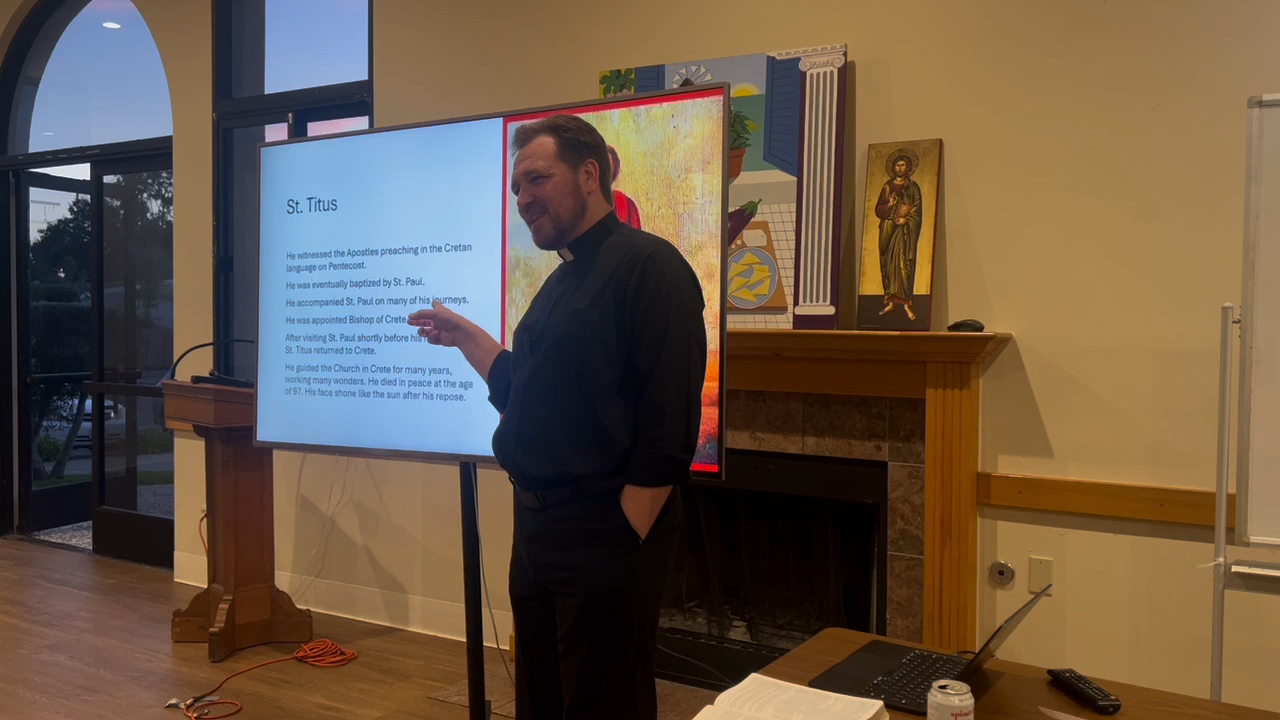 St. Titus
He witnessed the Apostles preaching in the Cretan
language on Pentecost.
He was eventually baptized by St. Paul.
He accompanied St. Paul on many of his journeys.
He was appointed Bishop of Crete
After visiting St. Paul shortly before his
St. Titus returned to Crete.
He guided the Church in Crete for many years,
working many wonders. He died in peace at the age
of 97. His face shone like the sun after his repose.